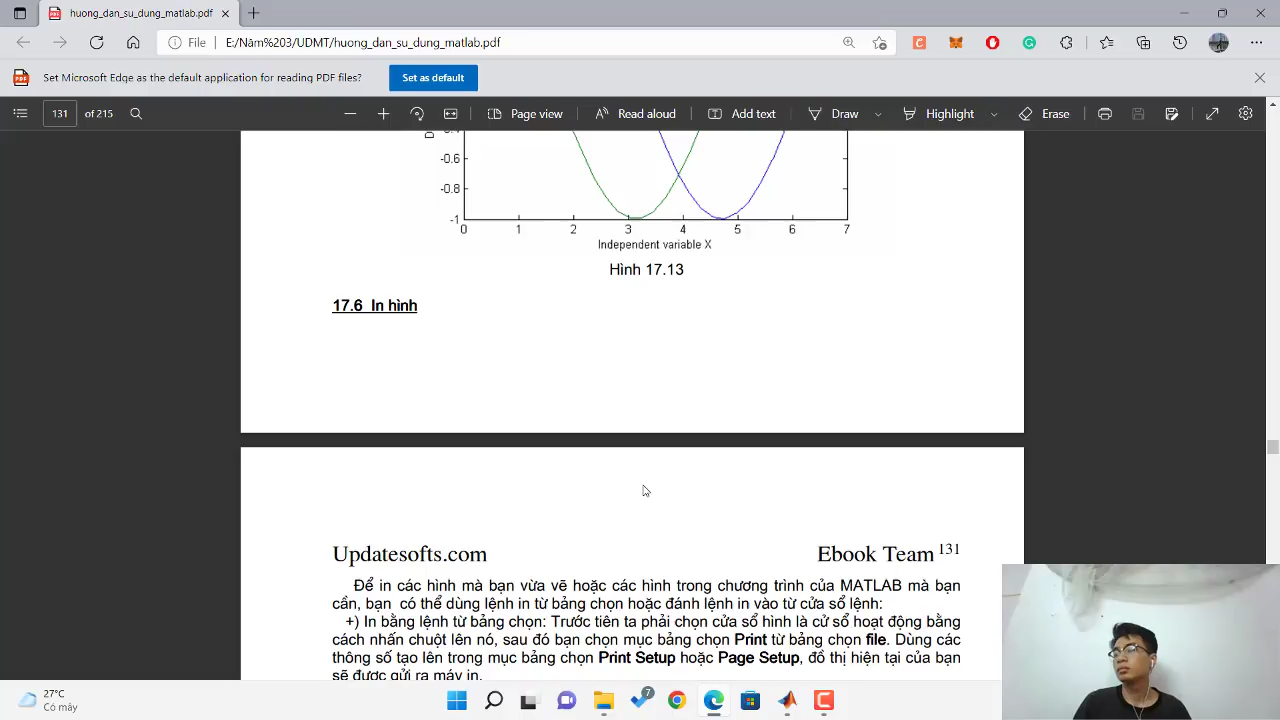 huong_dan_su_dung_matlab.pdf
File
E:/Năm%203/UDMT/huong_dan_su_dung_matlab.pdf
Set Microsoft Edge as the default application for reading PDF files?
Set as default
131 of 215
Page view
Read aloud
Add text
Draw
Highlight
Erase
-0.6
-0.8
-1
0 1 2 3 4 5 6 7
Independent variable X
Hình 17.13
17.6 In hình
Updatesofts.com Ebook Team 131
Để in các hình mà bạn vừa vẽ hoặc các hình trong chương trình của MATLAB mà bạn
cần, bạn có thể dùng lệnh in từ bảng chọn hoặc đánh lệnh in vào từ cửa sổ lệnh:
+) In bằng lệnh từ bảng chọn: Trước tiên ta phải chọn cửa sổ hình là cử sổ hoạt động bằng
cách nhấn chuột lên nó, sau đó bạn chọn mục bảng chọn Print từ bảng chọn file. Dùng các
thông số tạo lên trong mục bảng chọn Print Setup hoặc Page Setup, đồ thị hiện tại của bạn
sẽ được gửi ra máy in.
27°C
Có mây
7